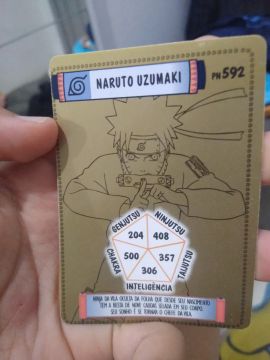 NARUTO UZUMAKI
PN 592
GENJUTSU
NINJUTSU
204
408
CHAKRA
500
357
TAIJUTSU
306
INTELIGÊNCIA
NINJA DA VILA OCULTA DA FOLHA QUE DESDE SEU NASCIMENTO
TEM A BESTA DE NOVE CAUDAS SELADA EM SEU CORPO.
SEU SONHO É SE TORNAR O CHEFE DA VILA.